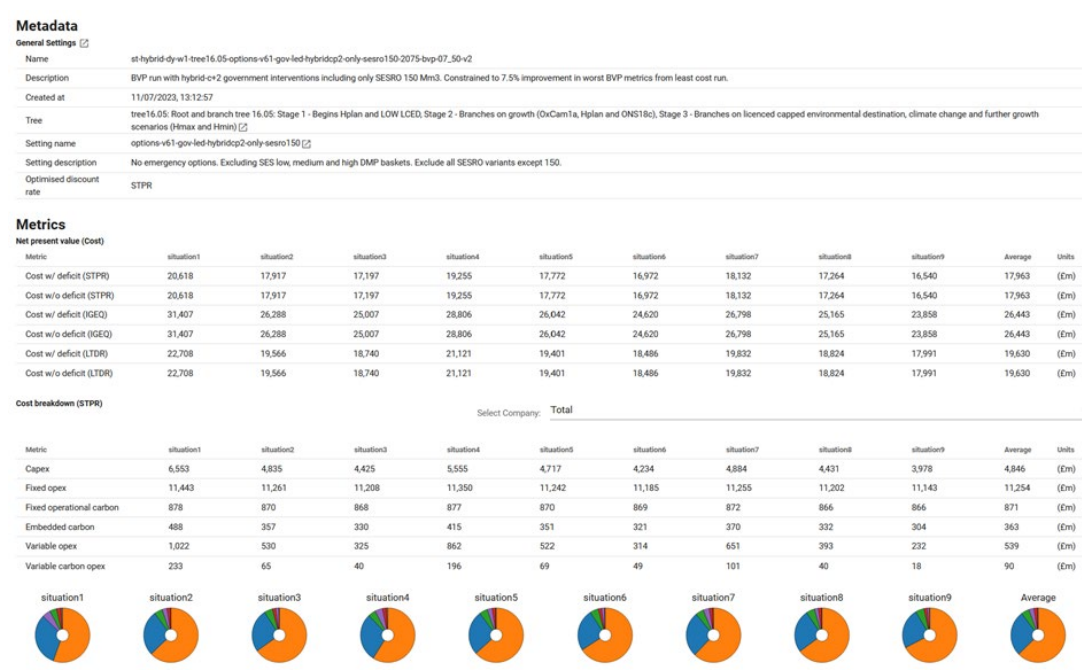 Metadata
General Settings
Name st-hybrid-dy-w1-tree16.05-options-v61-gov-led-hybridcp2-only-sesro150-2075-bvp-07_50-v2
Description BVP run with hybrid-c+2 government interventions including only SESRO 150 Mm3. Constrained to 7.5% improvement in worst BVP metrics from least cost run.
Created at 11/07/2023, 13:12:57
Tree tree16.05: Root and branch tree 16.05: Stage 1 - Begins Hplan and LOW LCED, Stage 2 - Branches on growth (OxCam1a, Hplan and ONS18c), Stage 3 - Branches on licenced capped environmental destination, climate change and further growth
scenarios (Hmax and Hmin)
Setting name options-v61-gov-led-hybridcp2-only-sesro150
Setting description No emergency options. Excluding SES low, medium and high DMP baskets. Exclude all SESRO variants except 150.
Optimised discount
rate STPR
Metrics
Net present value (Cost)
Metric situation1 situation2 situation3 situation4 situation5 situation6 situation7 situation8 situation9 Average Units
Cost w/ deficit (STPR) 20,618 17,917 17,197 19,255 17,772 16,972 18,132 17,264 16,540 17,963 (£m)
Cost w/o deficit (STPR) 20,618 17,917 17,197 19,255 17,772 16,972 18,132 17,264 16,540 17,963 (£m)
Cost w/ deficit (IGEQ) 31,407 26,288 25,007 28,806 26,042 24,620 26,798 25,165 23,858 26,443 (£m)
Cost w/o deficit (IGEQ) 31,407 26,288 25,007 28,806 26,042 24,620 26,798 25,165 23,858 26,443 (£m)
Cost w/ deficit (LTDR) 22,708 19,566 18,740 21,121 19,401 18,486 19,832 18,824 17,991 19,630 (£m)
Cost w/o deficit (LTDR) 22,708 19,566 18,740 21,121 19,401 18,486 19,832 18,824 17,991 19,630 (£m)
Cost breakdown (STPR)
Select Company: Total
Metric situation1 situation2 situation3 situation4 situation5 situation6 situation7 situation8 situation9 Average Units
Capex 6,553 4,835 4,425 5,555 4,717 4,234 4,884 4,431 3,978 4,846 (£m)
Fixed opex 11,443 11,261 11,208 11,350 11,242 11,185 11,255 11,202 11,143 11,254 (£m)
Fixed operational carbon 878 870 868 877 870 869 872 866 866 871 (£m)
Embedded carbon 488 357 330 415 351 321 370 332 304 363 (£m)
Variable opex 1,022 530 325 862 522 314 651 393 232 539 (£m)
Variable carbon opex 233 65 40 196 69 49 101 40 18 90 (£m)
situation1 situation2 situation3 situation4 situation5 situation6 situation7 situation8 situation9 Average